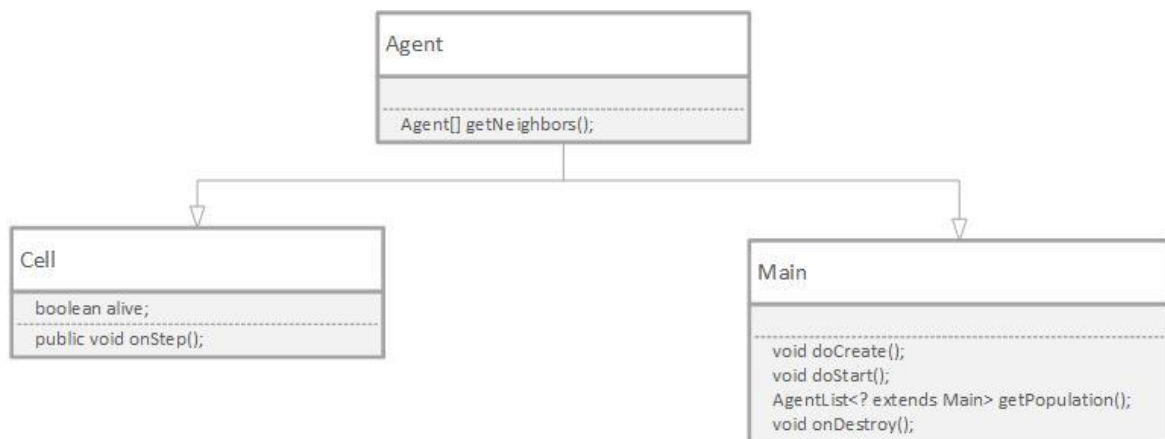 Agent
Agent[] getNeighbors();
Cell
boolean alive;
public void onStep();
Main
void doCreate();
void doStart();
AgentList<? extends Main> getPopulation();
void onDestroy();